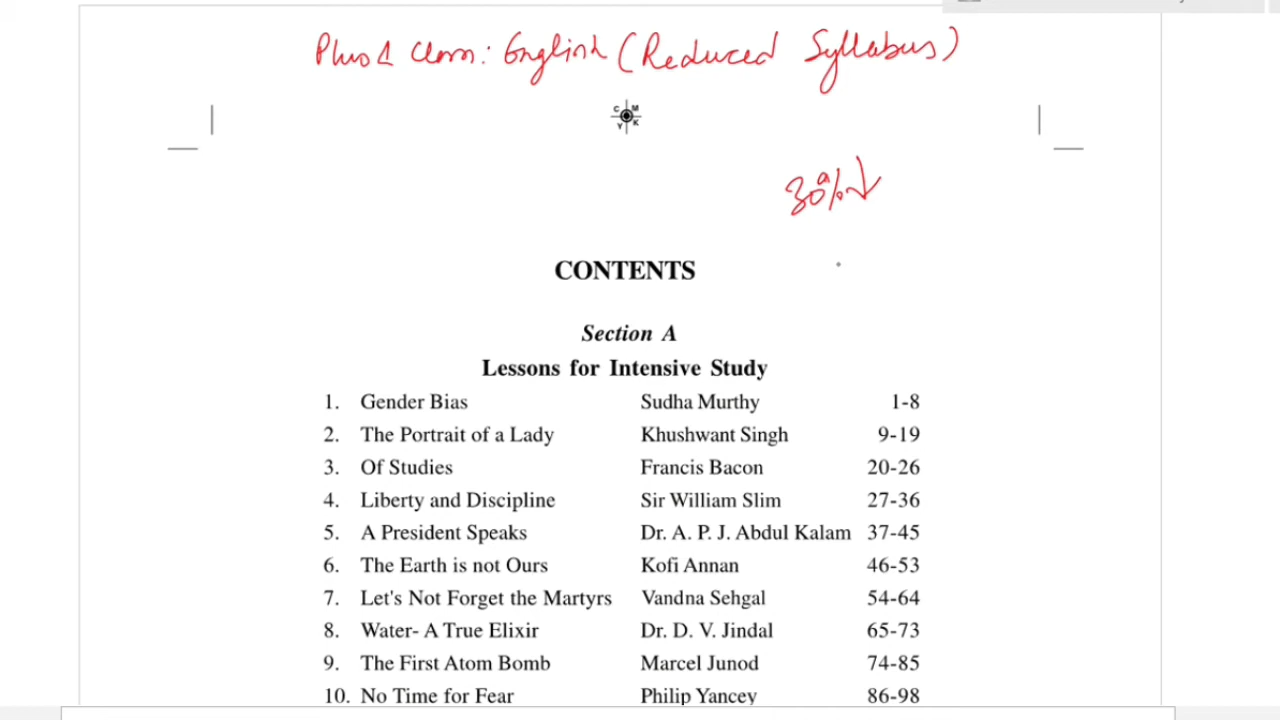 Plus 1 Class: English (Reduced Syllabus)
C M
Y K
30%↓
CONTENTS
Section A
Lessons for Intensive Study
1. Gender Bias Sudha Murthy 1-8
2. The Portrait of a Lady Khushwant Singh 9-19
3. Of Studies Francis Bacon 20-26
4. Liberty and Discipline Sir William Slim 27-36
5. A President Speaks Dr. A. P. J. Abdul Kalam 37-45
6. The Earth is not Ours Kofi Annan 46-53
7. Let's Not Forget the Martyrs Vandna Sehgal 54-64
8. Water- A True Elixir Dr. D. V. Jindal 65-73
9. The First Atom Bomb Marcel Junod 74-85
10. No Time for Fear Philip Yancey 86-98